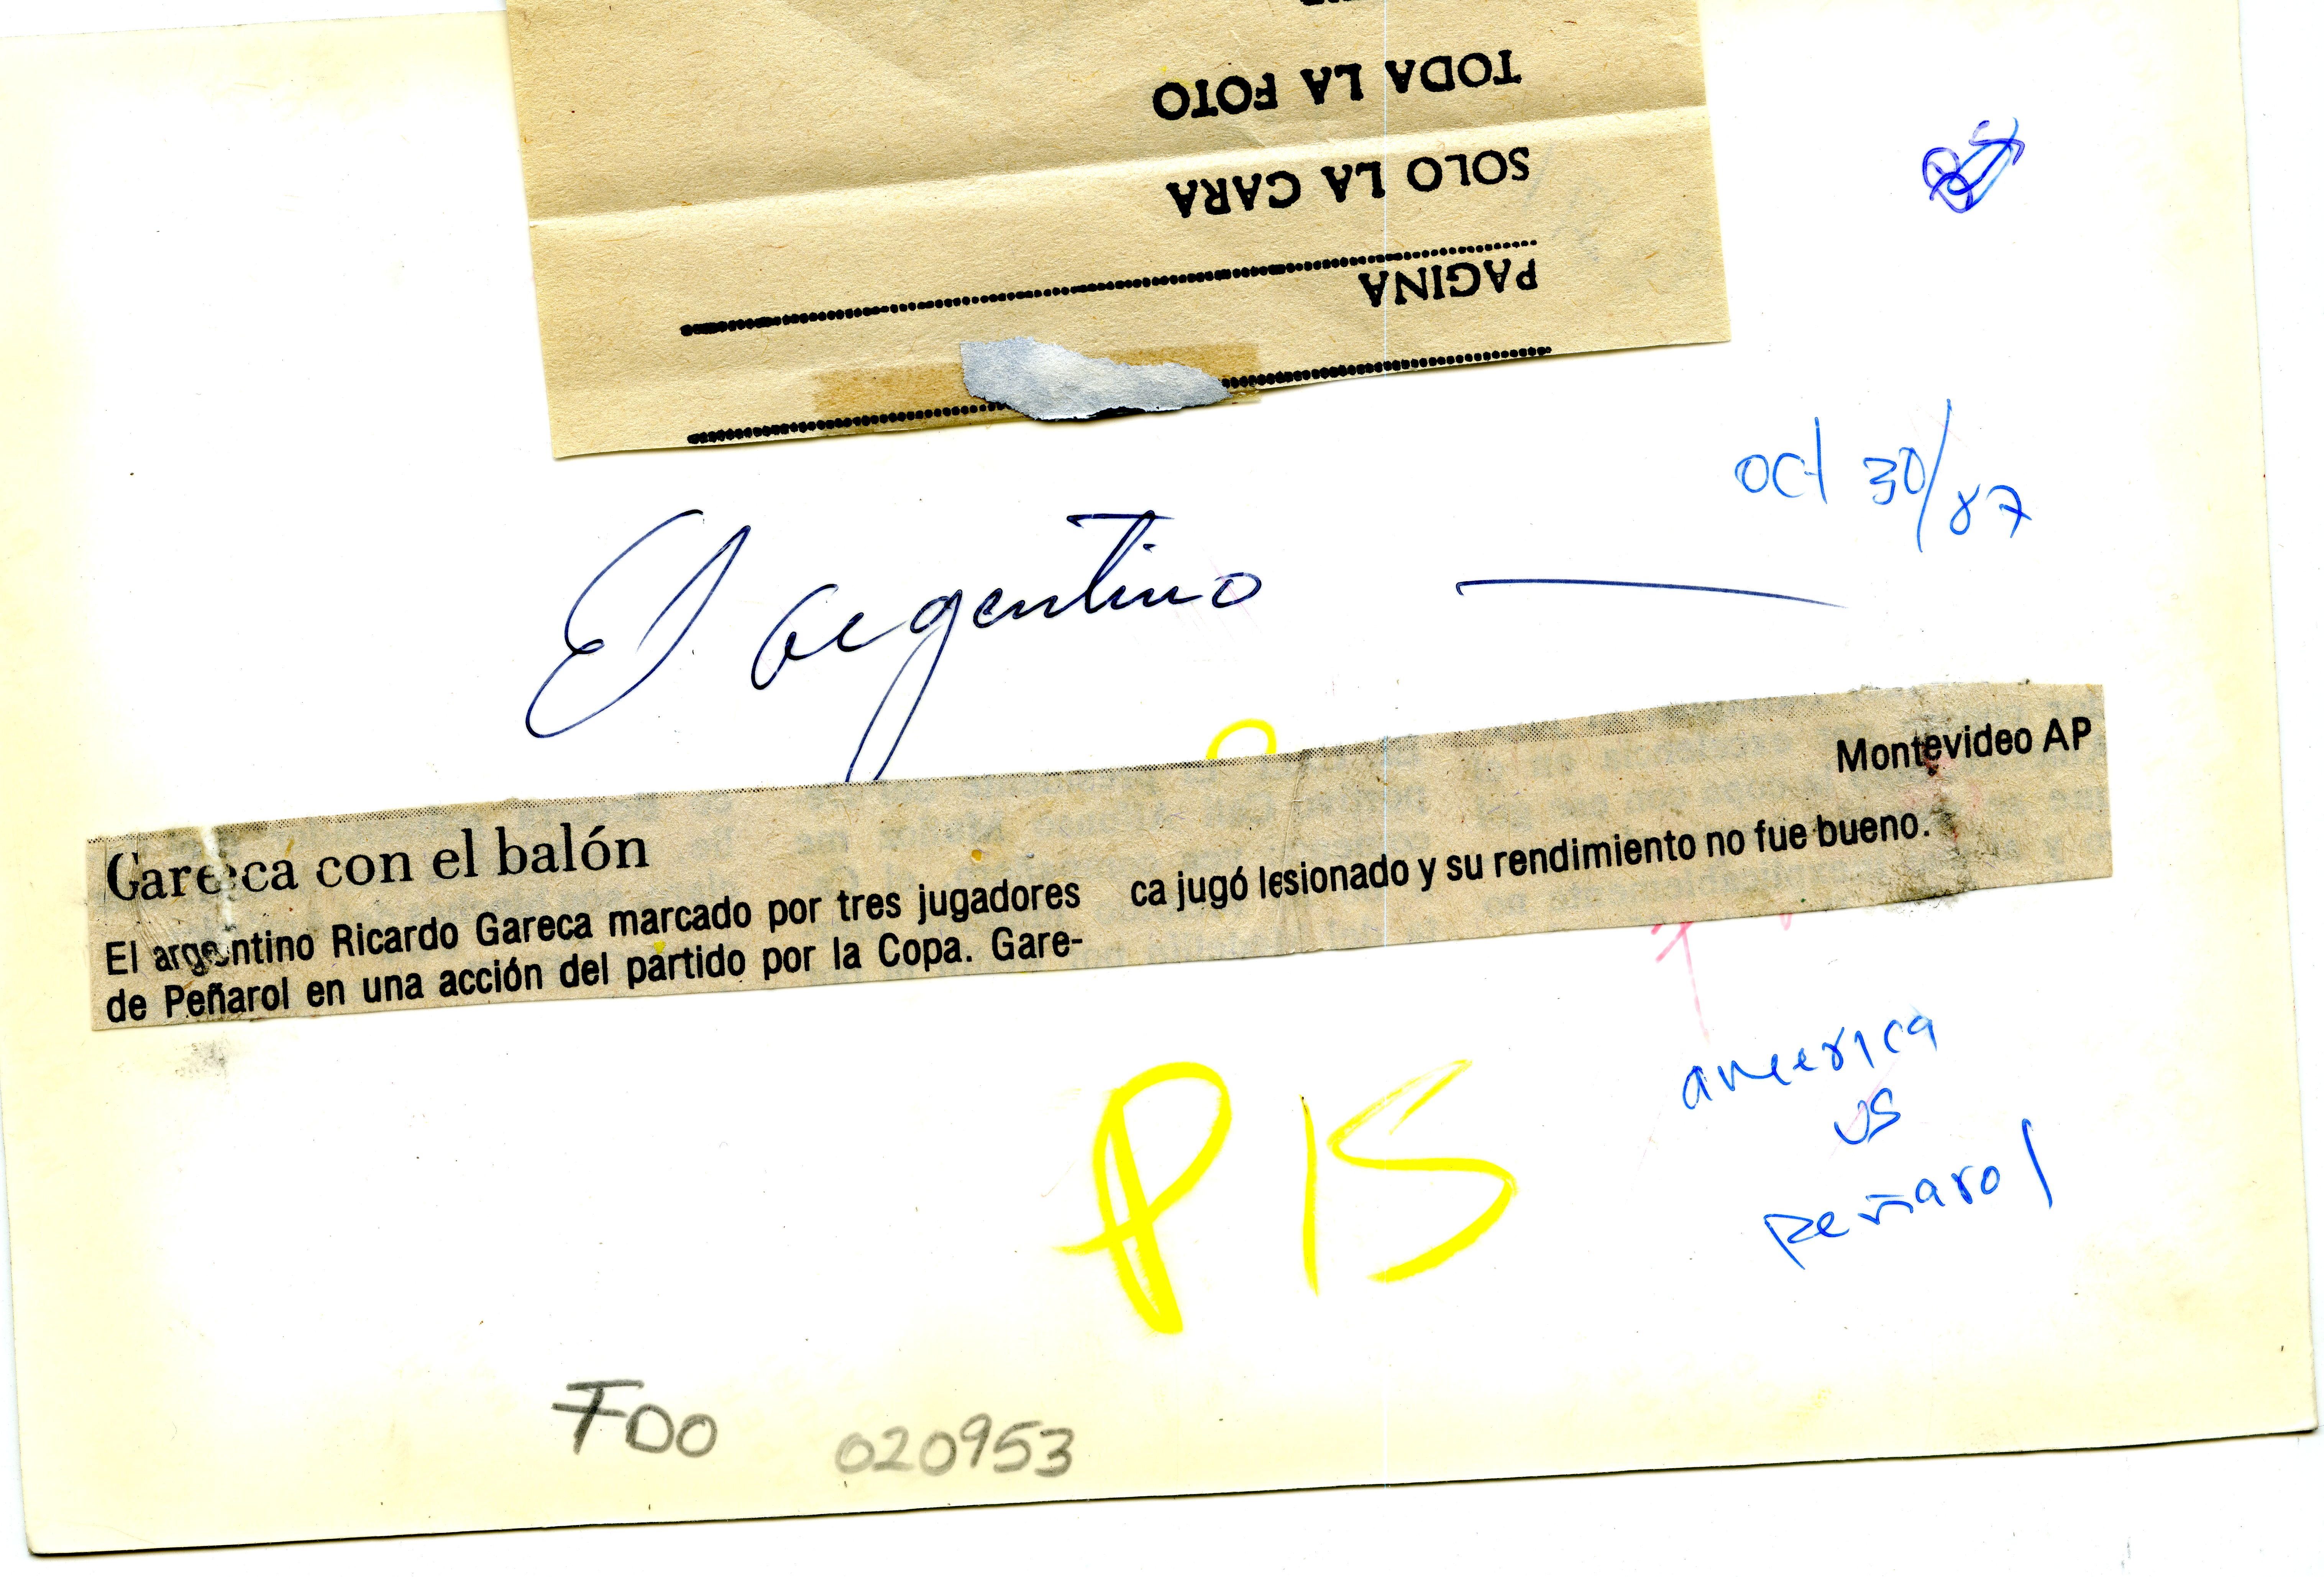 TODA LA FOTO
SOLO LA CARA
PAGINA
oct 30/87
El argentino —
Montevideo AP
Gareca con el balón
El argentino Ricardo Gareca marcado por tres jugadores
de Peñarol en una acción del partido por la Copa. Gare-
ca jugó lesionado y su rendimiento no fue bueno.
america
vs
peñarol
P 15
FDO 020953